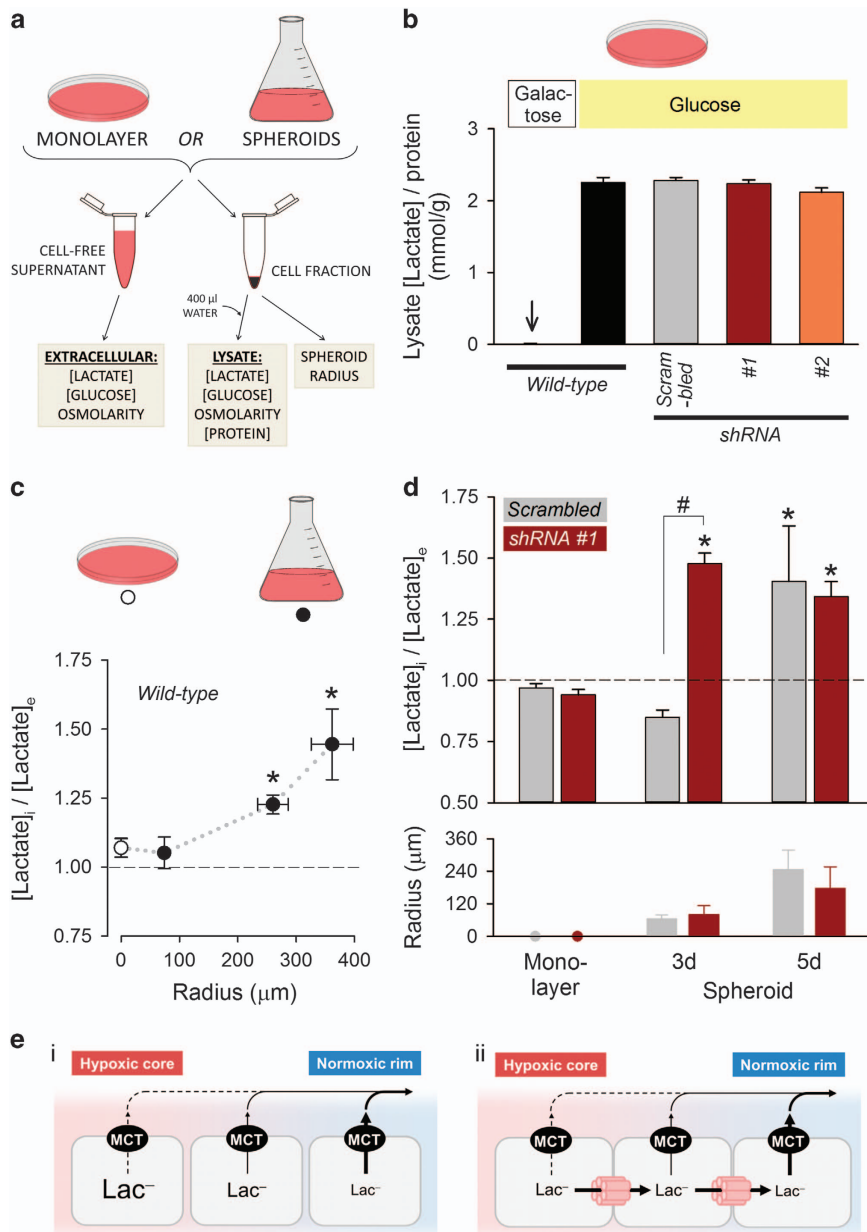 a
MONOLAYER OR SPHEROIDS
CELL-FREE
SUPERNATANT
CELL FRACTION
400 µl
WATER
EXTRACELLULAR:
[LACTATE]
[GLUCOSE]
OSMOLARITY
LYSATE:
[LACTATE]
[GLUCOSE]
OSMOLARITY
[PROTEIN]
SPHEROID
RADIUS
b
Galac-
tose
Glucose
Lysate [Lactate] / protein
(mmol/g)
3
2
1
0
Scram
-bled
#1
#2
Wild-type
shRNA
c
Wild-type
[Lactate]i / [Lactate]e
1.75
1.50
1.25
1.00
0.75
*
*
0 100 200 300 400
Radius (µm)
d
Scrambled
shRNA #1
[Lactate]i / [Lactate]e
1.75
1.50
1.25
1.00
0.75
0.50
#
*
*
*
Radius (µm)
360
240
120
0
Mono-
layer
3d
5d
Spheroid
e
i
Hypoxic core
Normoxic rim
MCT MCT MCT
Lac– Lac– Lac–
ii
Hypoxic core
Normoxic rim
MCT MCT MCT
Lac– Lac– Lac–